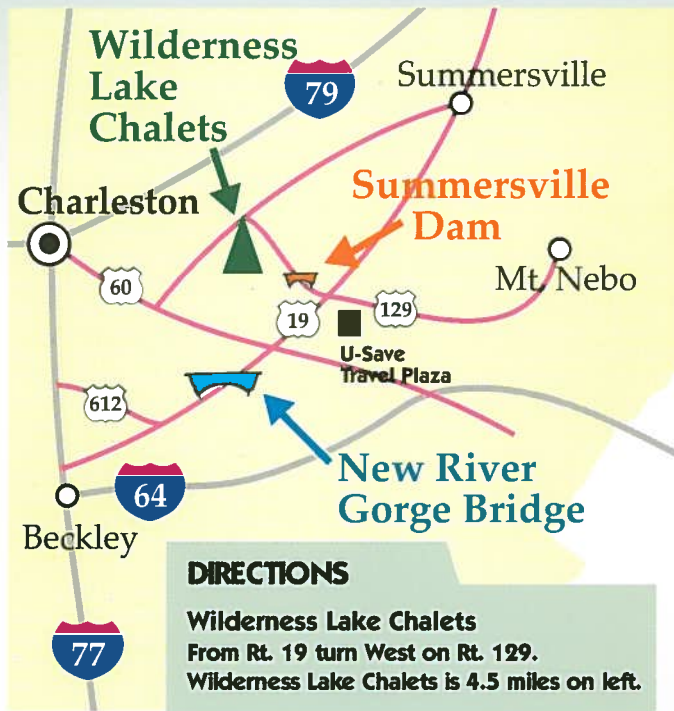 Wilderness
Lake
Chalets
79
Summersville
Charleston
Summersville
Dam
Mt. Nebo
60
19
129
U-Save
Travel Plaza
612
New River
Gorge Bridge
64
Beckley
77
DIRECTIONS
Wilderness Lake Chalets
From Rt. 19 turn West on Rt. 129.
Wilderness Lake Chalets is 4.5 miles on left.